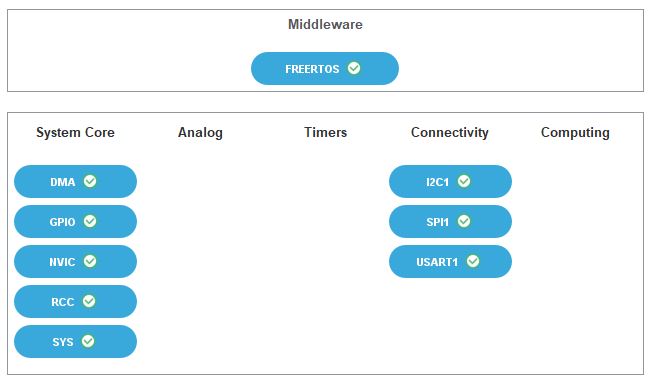 Middleware
FREERTOS
System Core Analog Timers Connectivity Computing
DMA I2C1
GPIO SPI1
NVIC USART1
RCC
SYS